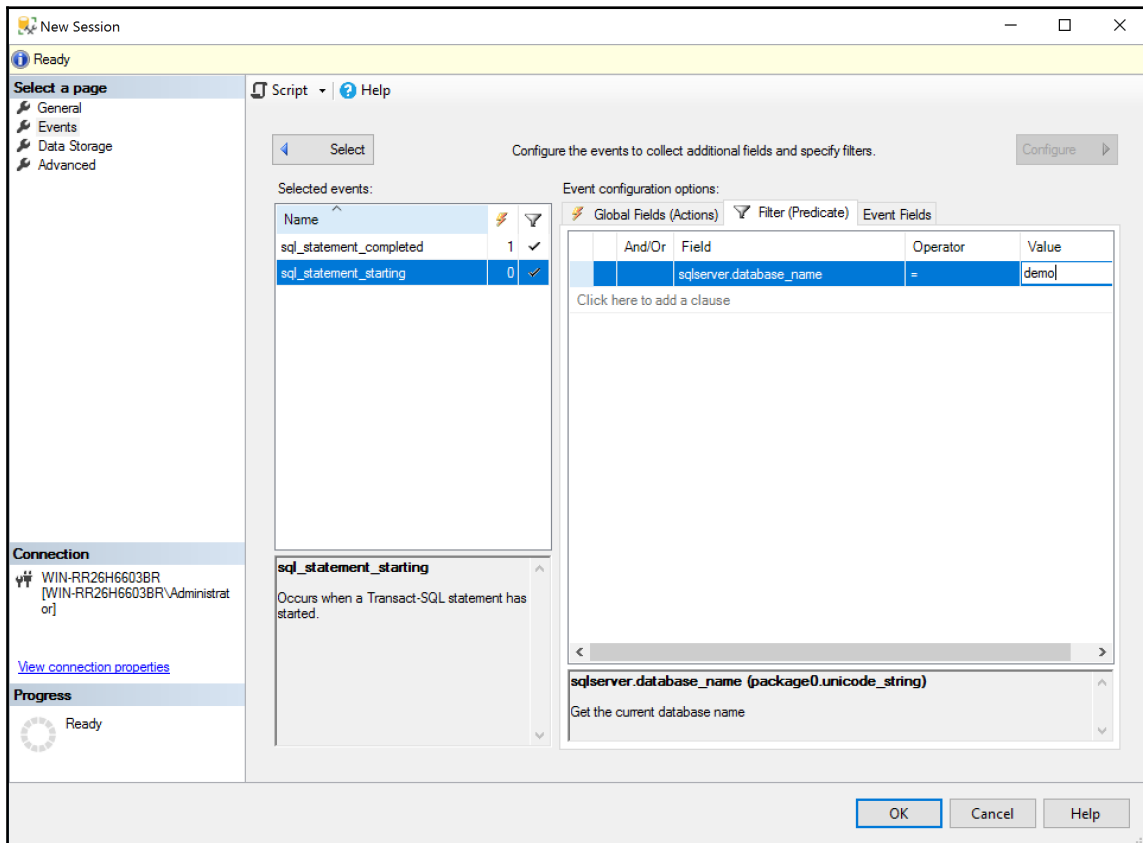 New Session
Ready
Select a page
General
Events
Data Storage
Advanced
Script
Help
Select
Configure the events to collect additional fields and specify filters.
Configure
Selected events:
Name
sql_statement_completed 1
sql_statement_starting 0
Event configuration options:
Global Fields (Actions) Filter (Predicate) Event Fields
And/Or Field Operator Value
sqlserver.database_name = demo
Click here to add a clause
Connection
WIN-RR26H6603BR
[WIN-RR26H6603BR\Administrat
or]
View connection properties
Progress
Ready
sql_statement_starting
Occurs when a Transact-SQL statement has
started.
sqlserver.database_name (package0.unicode_string)
Get the current database name
OK Cancel Help